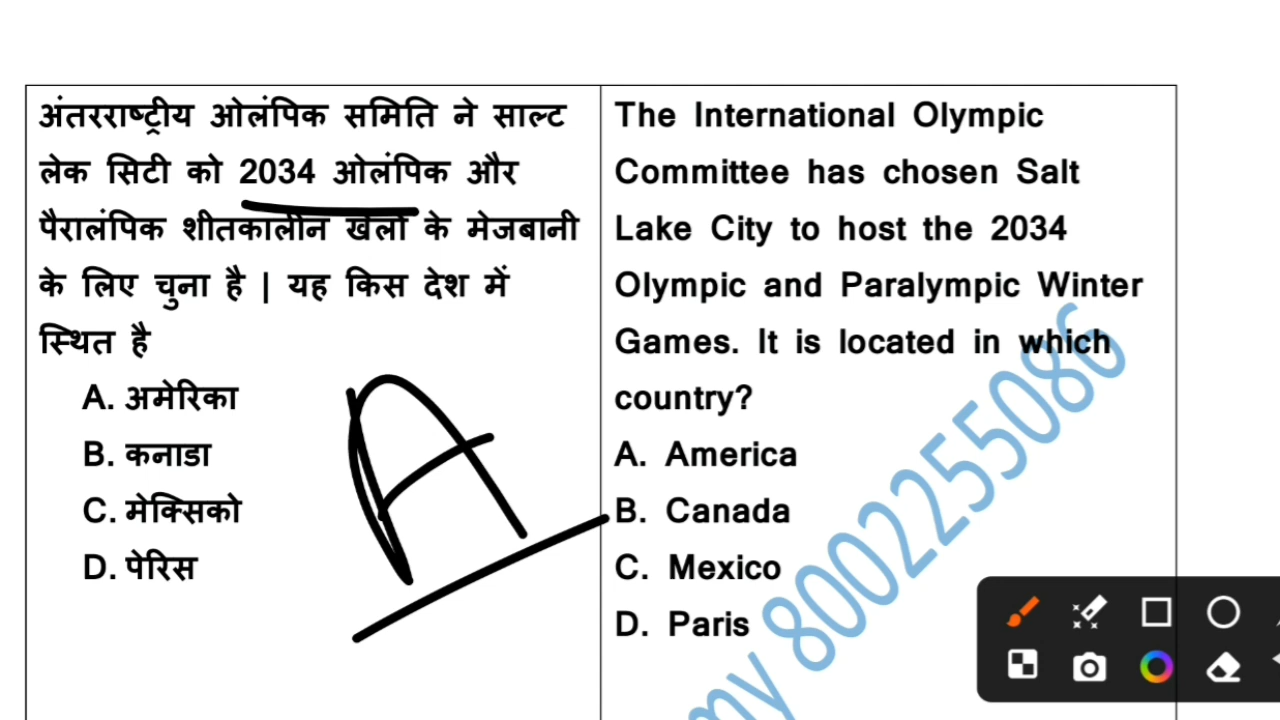 अंतरराष्ट्रीय ओलंपिक समिति ने साल्ट
लेक सिटी को 2034 ओलंपिक और
पैरालंपिक शीतकालीन खेलों के मेजबानी
के लिए चुना है | यह किस देश में
स्थित है
A. अमेरिका
B. कनाडा
C. मेक्सिको
D. पेरिस
A
The International Olympic
Committee has chosen Salt
Lake City to host the 2034
Olympic and Paralympic Winter
Games. It is located in which
country?
A. America
B. Canada
C. Mexico
D. Paris
my 8002255086